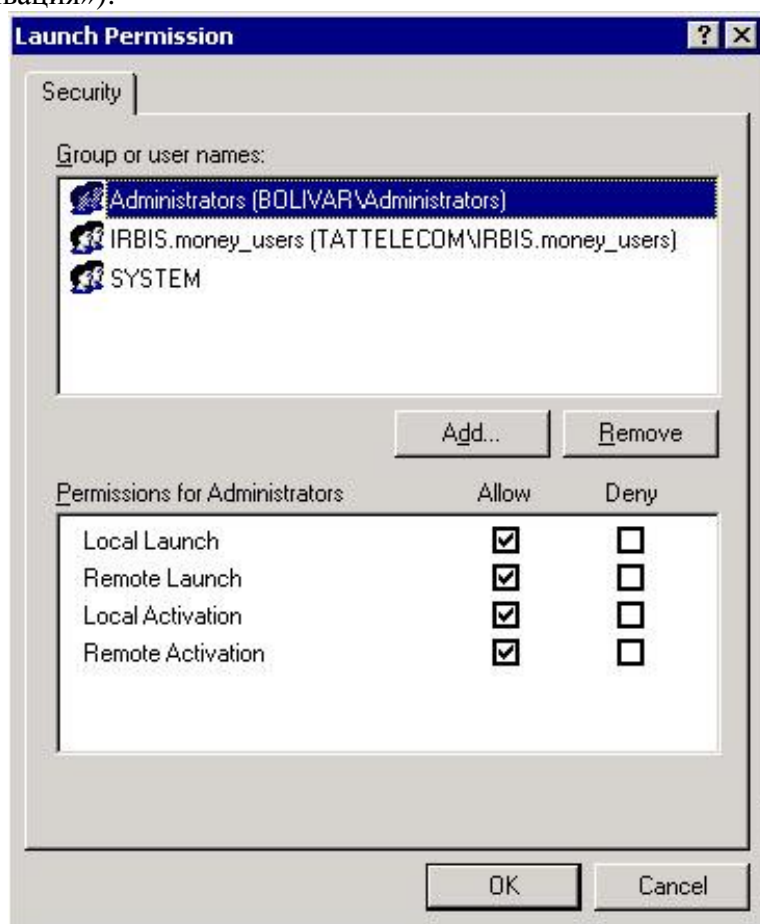 вация»).
Launch Permission
Security
Group or user names:
Administrators (BOLIVAR\Administrators)
IRBIS.money_users (TATTELECOM\IRBIS.money_users)
SYSTEM
Add... Remove
Permissions for Administrators Allow Deny
Local Launch
Remote Launch
Local Activation
Remote Activation
OK Cancel